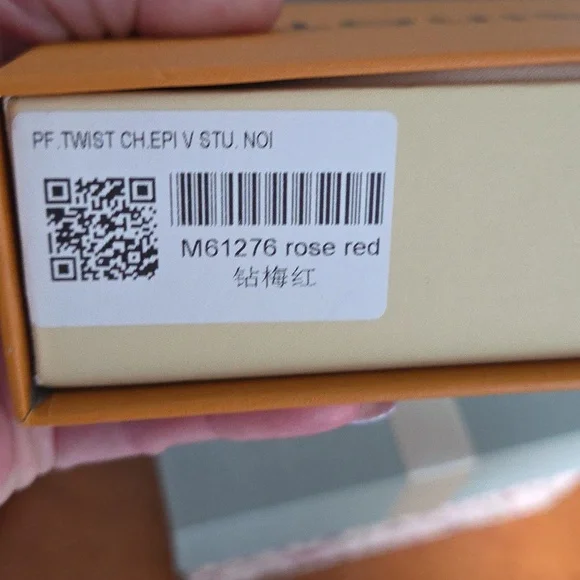 PF.TWIST CH.EPI V STU. NOI
M61276 rose red
钻梅红